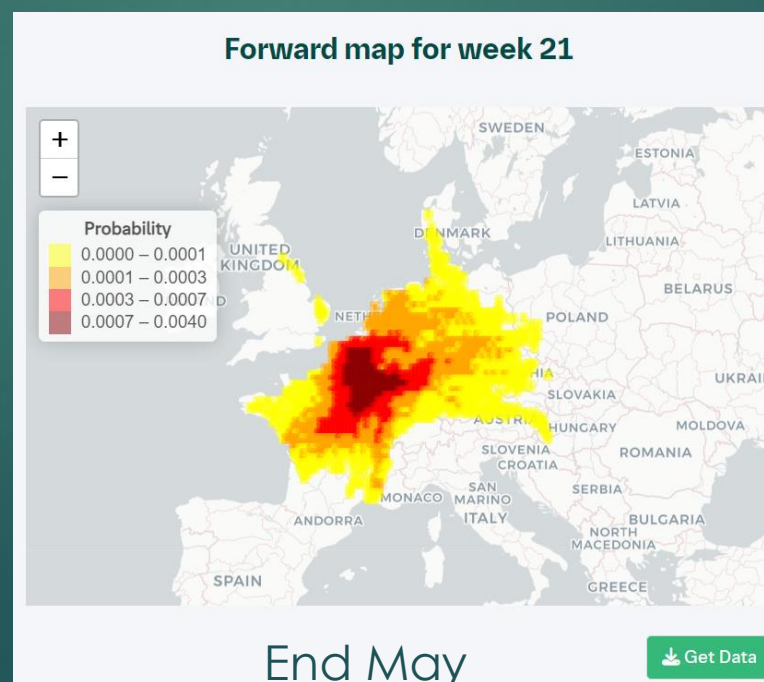 Forward map for week 21
+
−
Probability
0.0000 – 0.0001
0.0001 – 0.0003
0.0003 – 0.0007
0.0007 – 0.0040
SWEDEN
ESTONIA
LATVIA
DENMARK
LITHUANIA
UNITED
KINGDOM
BELARUS
NETH
POLAND
UKRAI
SLOVAKIA
AUSTRI
HUNGARY
MOLDOVA
SLOVENIA
ROMANIA
CROATIA
SAN
MARINO
SERBIA
MONACO
ANDORRA
ITALY
BULGARIA
NORTH
MACEDONIA
SPAIN
GREECE
End May
Get Data